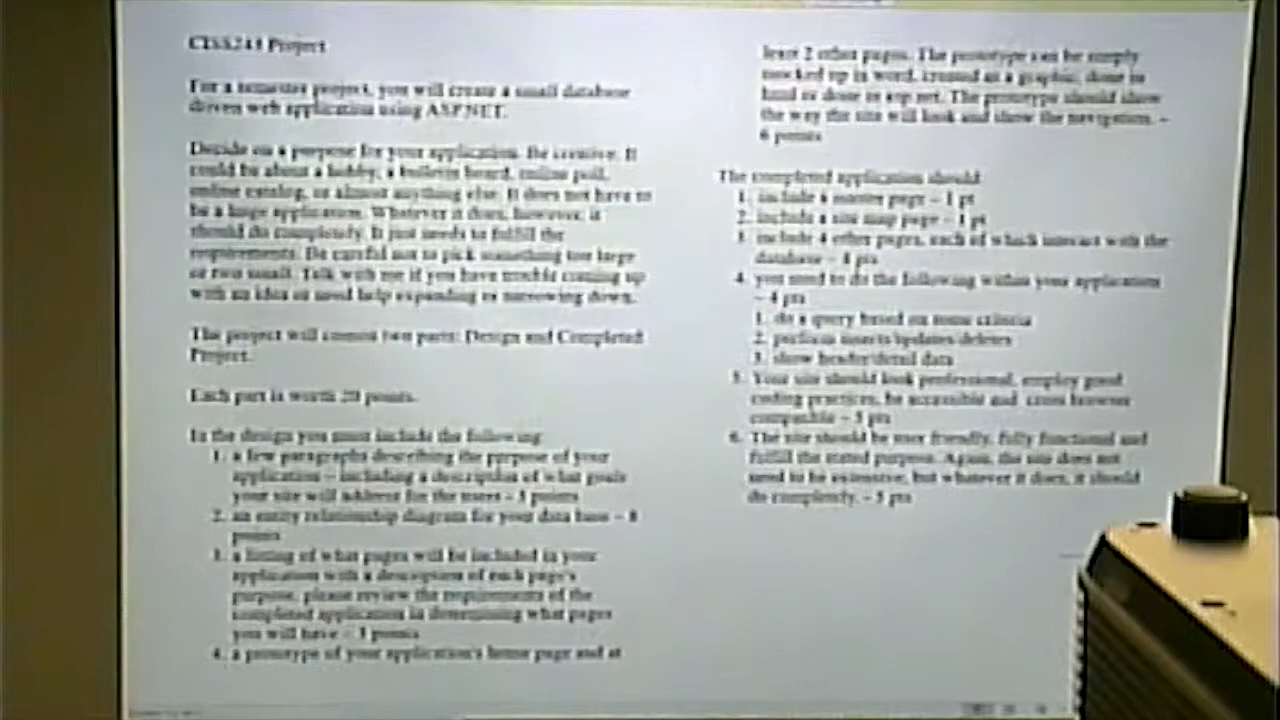 Project
For a semester project, you will create a small database
driven web application using ASP.NET.
Decide on a purpose for your application. Be creative. It
could be about a hobby, a bulletin board, online poll,
online catalog, or almost anything else. It does not have to
be a large application. Whatever it does, however, it
should do completely. It just needs to fulfill the
requirements. Be careful not to pick something too large
or too small. Talk with me if you have trouble coming up
with an idea or need help expanding or narrowing down.
The project will two parts: Design and Completed
Project.
Each part is worth 20 points.
In the design you must include the following:
1. a few paragraphs describing the purpose of your
application – including a description of what goals
your site will address for the users - points
2. an entity relationship diagram for your data base – 8
points
3. a listing of what pages will be included in your
application with a description of each page's
purpose, please review the requirements of the
completed application in determining what pages
you will have – 3 points
4. a prototype of your application's home page and at
least 2 other pages. The prototype can be simply
mocked up in word, created as a graphic, done in
html or done in asp.net. The prototype should show
the way the site will look and show the navigation. –
6 points
The completed application should:
1. include a master page – 1 pt
2. include a site map page – 1 pt
3. include 4 other pages, each of which interact with the
database – 4 pts
4. you need to do the following within your application
– 4 pts
1. do a query based on some criteria
2. perform inserts/updates/deletes
3. show header/detail data
5. Your site should look professional, employ good
coding practices, be accessible and cross browser
compatible – 5 pts
6. The site should be user friendly, fully functional and
fulfill the stated purpose. Again, the site does not
need to be extensive, but whatever it does, it should
do completely. – 5 pts